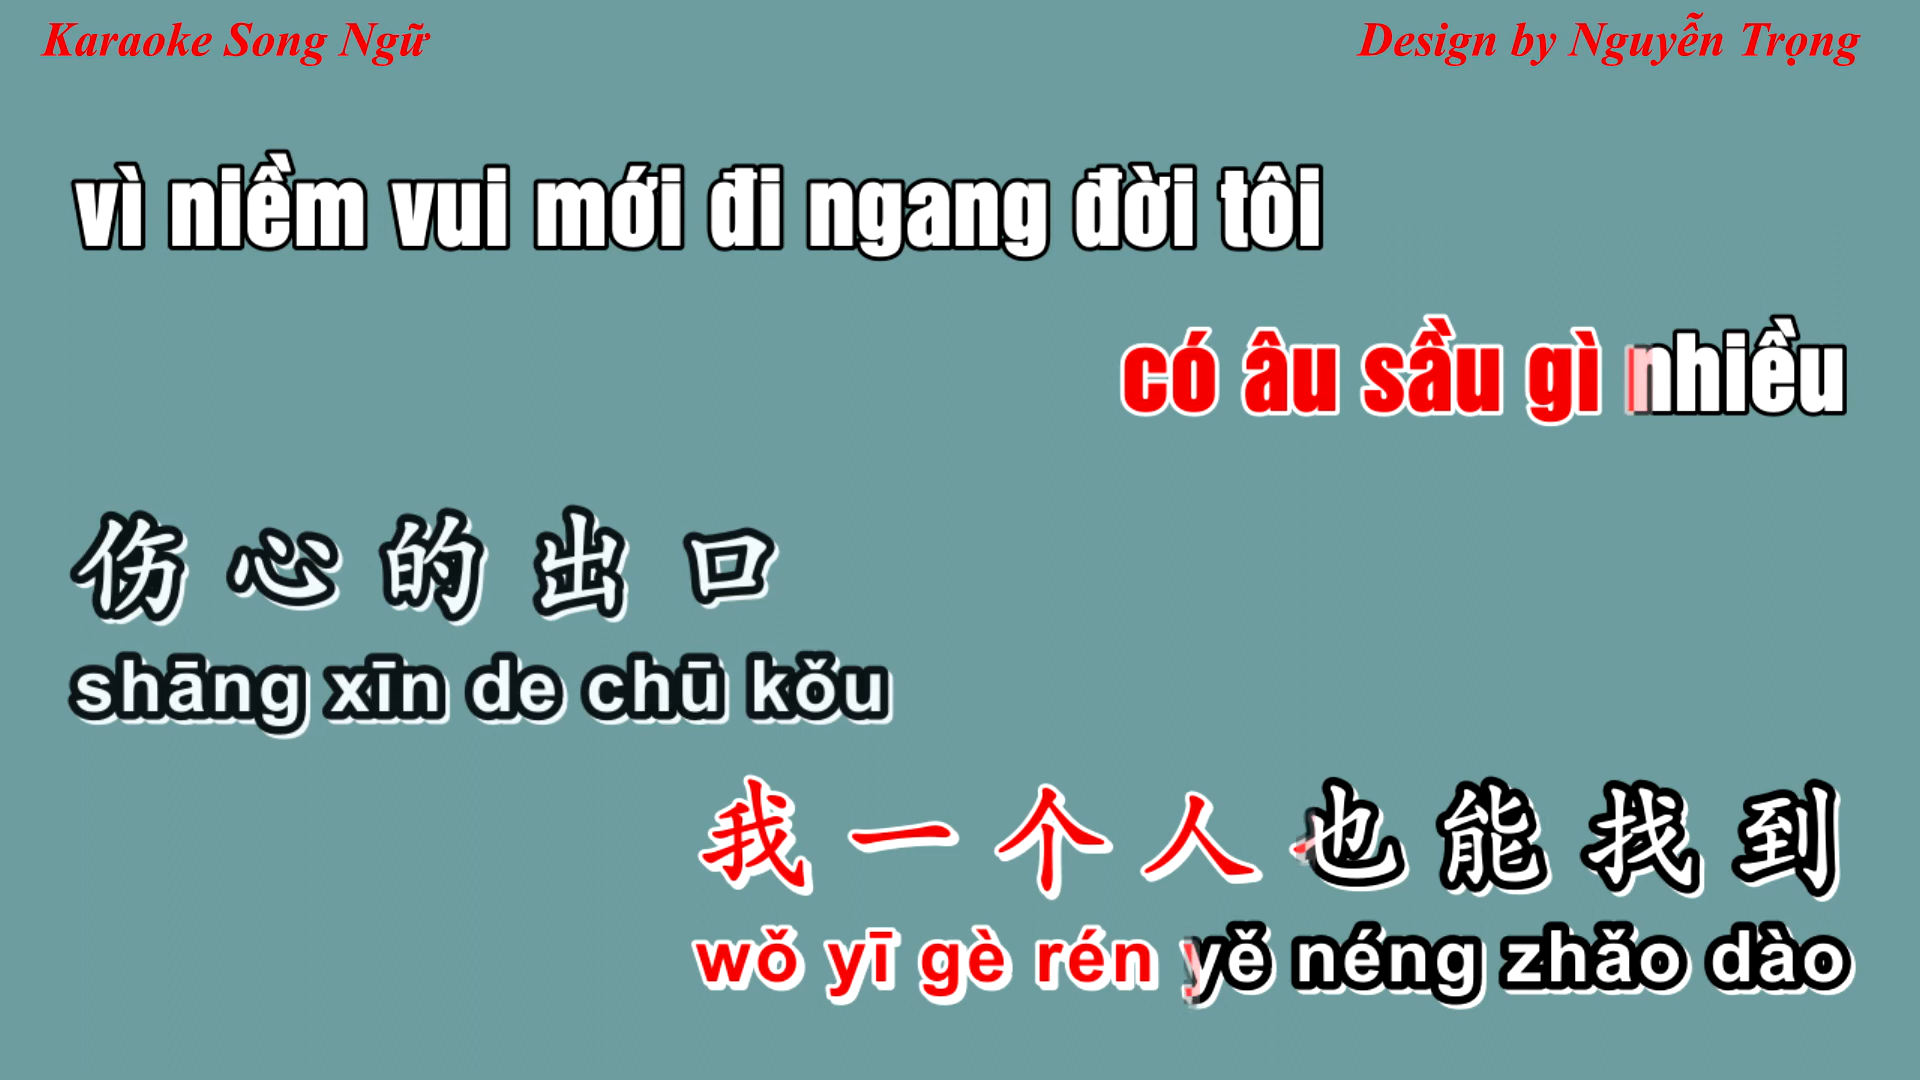 Karaoke Song Ngữ
Design by Nguyễn Trọng
vì niềm vui mới đi ngang đời tôi
có âu sầu gì nhiều
伤心的出口
shāng xīn de chū kǒu
我一个人也能找到
wǒ yī gè rén yě néng zhǎo dào